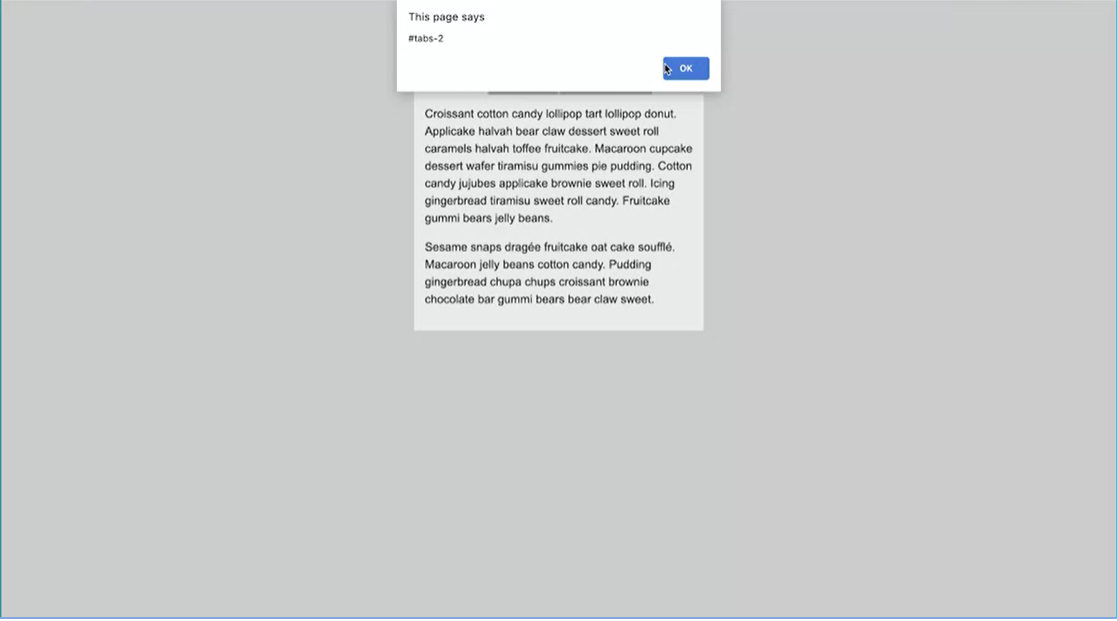 This page says
#tabs-2
OK
Croissant cotton candy lollipop tart lollipop donut.
Applicake halvah bear claw dessert sweet roll
caramels halvah toffee fruitcake. Macaroon cupcake
dessert wafer tiramisu gummies pie pudding. Cotton
candy jujubes applicake brownie sweet roll. Icing
gingerbread tiramisu sweet roll candy. Fruitcake
gummi bears jelly beans.
Sesame snaps dragée fruitcake oat cake soufflé.
Macaroon jelly beans cotton candy. Pudding
gingerbread chupa chups croissant brownie
chocolate bar gummi bears bear claw sweet.